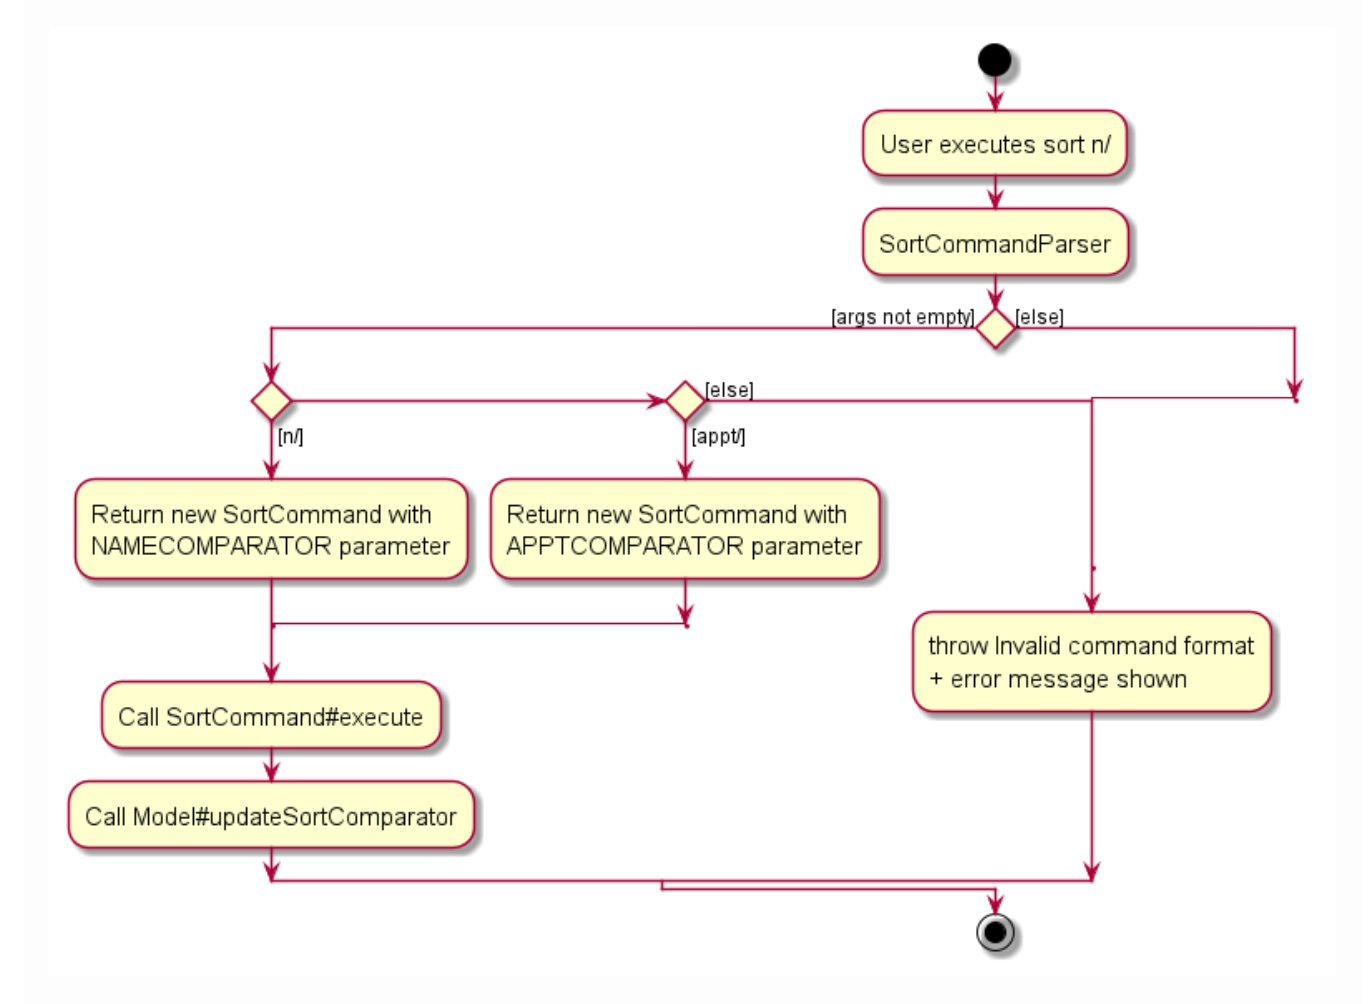 User executes sort n/
SortCommandParser
[args not empty]
[else]
[else]
[n/]
[appt/]
Return new SortCommand with
NAMECOMPARATOR parameter
Return new SortCommand with
APPTCOMPARATOR parameter
throw Invalid command format
+ error message shown
Call SortCommand#execute
Call Model#updateSortComparator